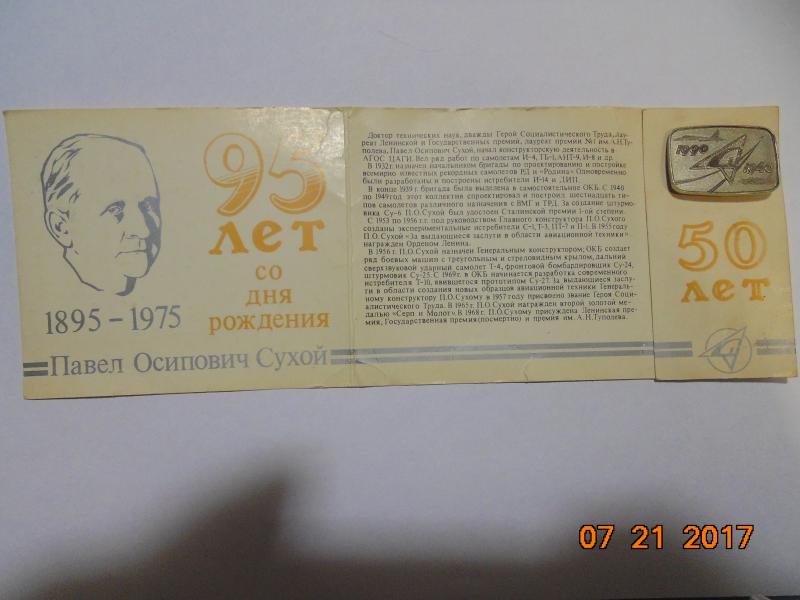 95
лет
со
дня
рождения
1895-1975
Павел Осипович Сухой
Доктор технических наук, дважды Герой Социалистического Труда, лау-
реат Ленинской и Государственных премий, лауреат премии №1 им. А.Н.Ту-
полева, Павел Осипович Сухой, начал конструкторскую деятельность в
АГОС ЦАГИ. Вел ряд работ по самолетам И-4, ТБ-1, АНТ-9, И-8 и др.
В 1932г. назначен начальником бригады по проектированию и постройке
всемирно известных рекордных самолетов РД и «Родина» Одновременно
были разработаны и построены истребители И-14 и ДИП.
В конце 1939 г. бригада была выделена в самостоятельное ОКБ. С 1940
по 1949 год этот коллектив спроектировал и построил шестнадцать ти-
пов самолетов различного назначения с ВМГ и ТРД. За создание штурмо-
вика Су-6 П.О.Сухой был удостоен Сталинской премии 1-ой степени.
С 1953 по 1956 г.г. под руководством Главного конструктора П.О.Сухого
созданы экспериментальные истребители С-1, Т-3, ПТ-7 и П-1. В 1955 году
П.О.Сухой «За выдающиеся заслуги в области авиационной техники»
награжден Орденом Ленина.
В 1956 г. П.О.Сухой назначен Генеральным конструктором; ОКБ создает
ряд боевых машин с треугольным и стреловидным крылом, дальний
сверхзвуковой ударный самолет Т-4, фронтовой бомбардировщик Су-24,
штурмовик Су-25. С 1969г. в ОКБ начинается разработка современного
истребителя Т-10, явившегося прототипом Су-27. За выдающиеся заслу-
ги в области создания новых образцов авиационной техники Генераль-
ному конструктору П.О.Сухому в 1957 году присвоено звание Героя Соци-
алистического Труда. В 1965 г. П.О.Сухой награжден второй золотой ме-
далью «Серп и Молот». В 1968 г. П.О.Сухому присуждена Ленинская пре-
мия, Государственная премия(посмертно) и премия им. А.Н.Туполева.
1990
50
лет
07 21 2017